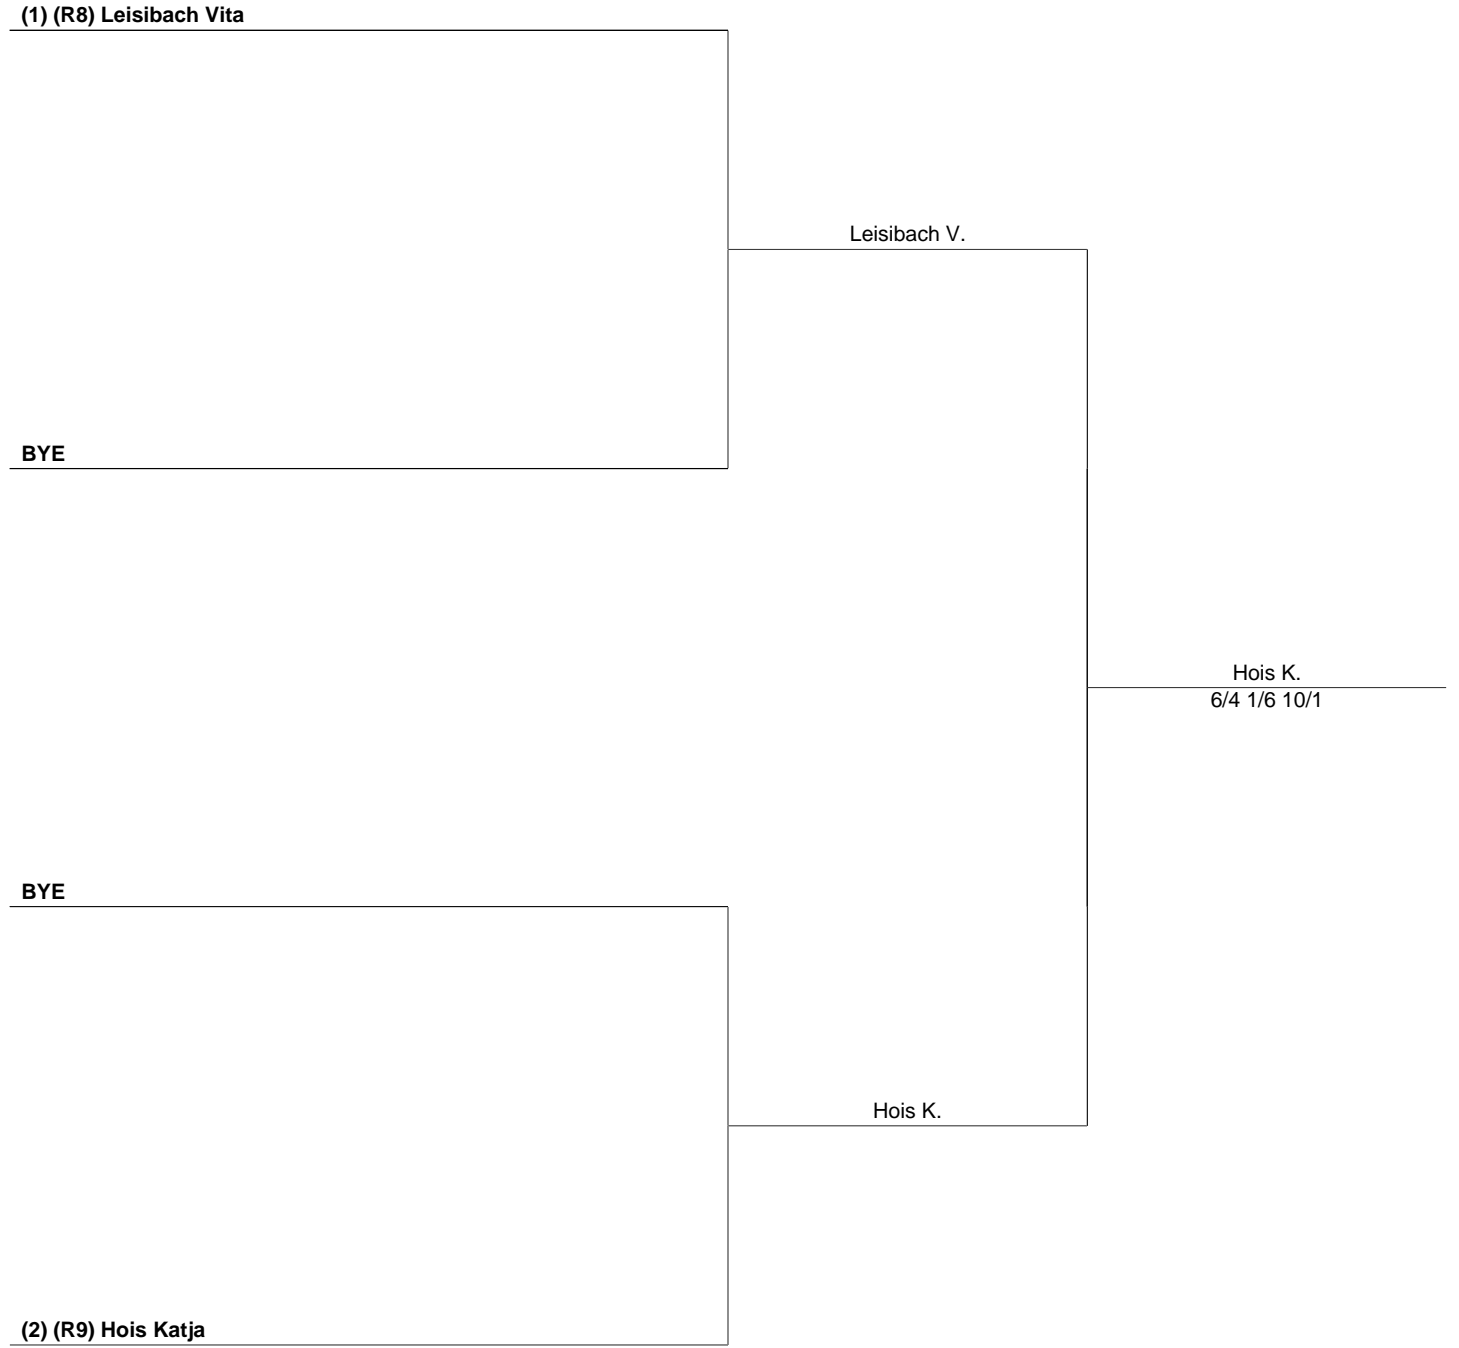 (1) (R8) Leisibach Vita
Leisibach V.
BYE
Hois K.
6/4 1/6 10/1
BYE
Hois K.
(2) (R9) Hois Katja